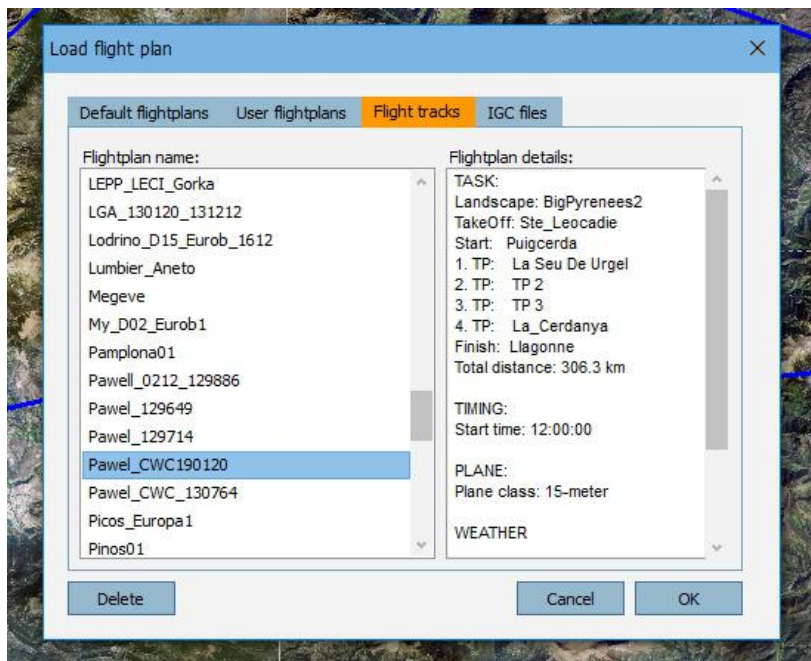 Load flight plan
Default flightplans
User flightplans
Flight tracks
IGC files
Flightplan name:
LEPP_LECI_Gorka
LGA_130120_131212
Lodrino_D15_Eurob_1612
Lumbier_Aneto
Megeve
My_D02_Eurob1
Pamplona01
Pawell_0212_129886
Pawel_129649
Pawel_129714
Pawel_CWC190120
Pawel_CWC_130764
Picos_Europa1
Pinos01
Flightplan details:
TASK:
Landscape: BigPyrenees2
TakeOff: Ste_Leocadie
Start: Puigcerda
1. TP: La Seu De Urgel
2. TP: TP 2
3. TP: TP 3
4. TP: La_Cerdanya
Finish: Llagonne
Total distance: 306.3 km
TIMING:
Start time: 12:00:00
PLANE:
Plane class: 15-meter
WEATHER
Delete
Cancel
OK